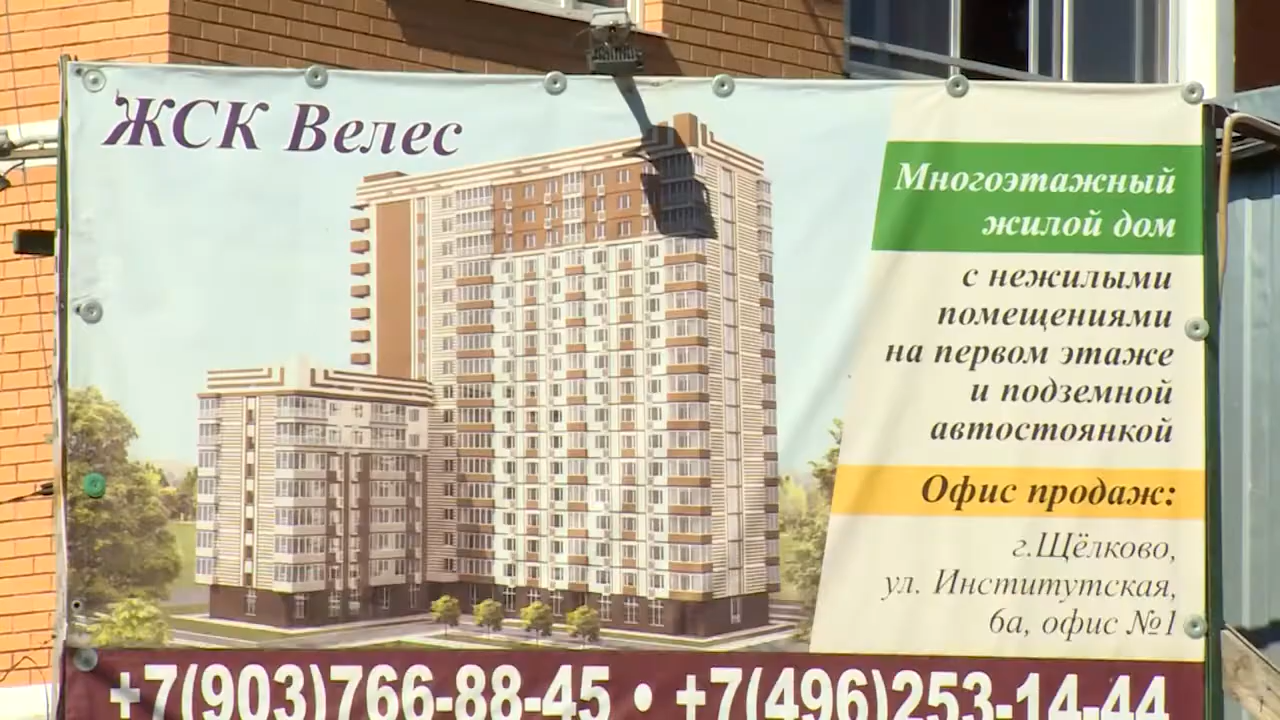 ЖСК Велес
Многоэтажный
жилой дом
с нежилыми
помещениями
на первом этаже
и подземной
автостоянкой
Офис продаж:
г.Щёлково,
ул. Институтская,
6а, офис №1
+7(903)766-88-45 • +7(496)253-14-44